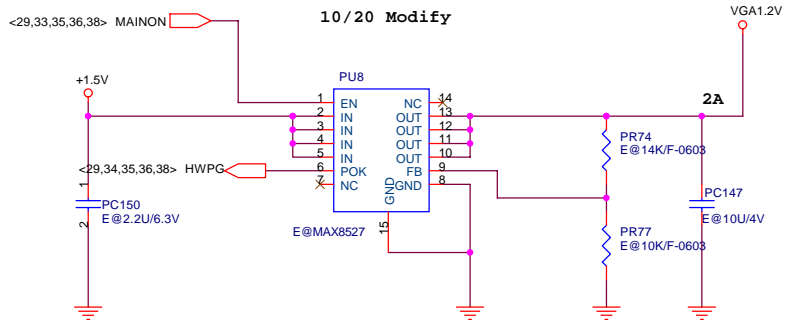 10/20 Modify
VGA1.2V
<29,33,35,36,38> MAINON
+1.5V
PU8
2A
1 EN NC 14
2 IN OUT 13
3 IN OUT 12
4 IN OUT 11
5 IN OUT 10
6 POK FB 9
7 NC GND 8
GND
15
<29,34,35,36,38> HWPG
E@MAX8527
1
PC150
E@2.2U/6.3V
2
PR74
E@14K/F-0603
PR77
E@10K/F-0603
PC147
E@10U/4V